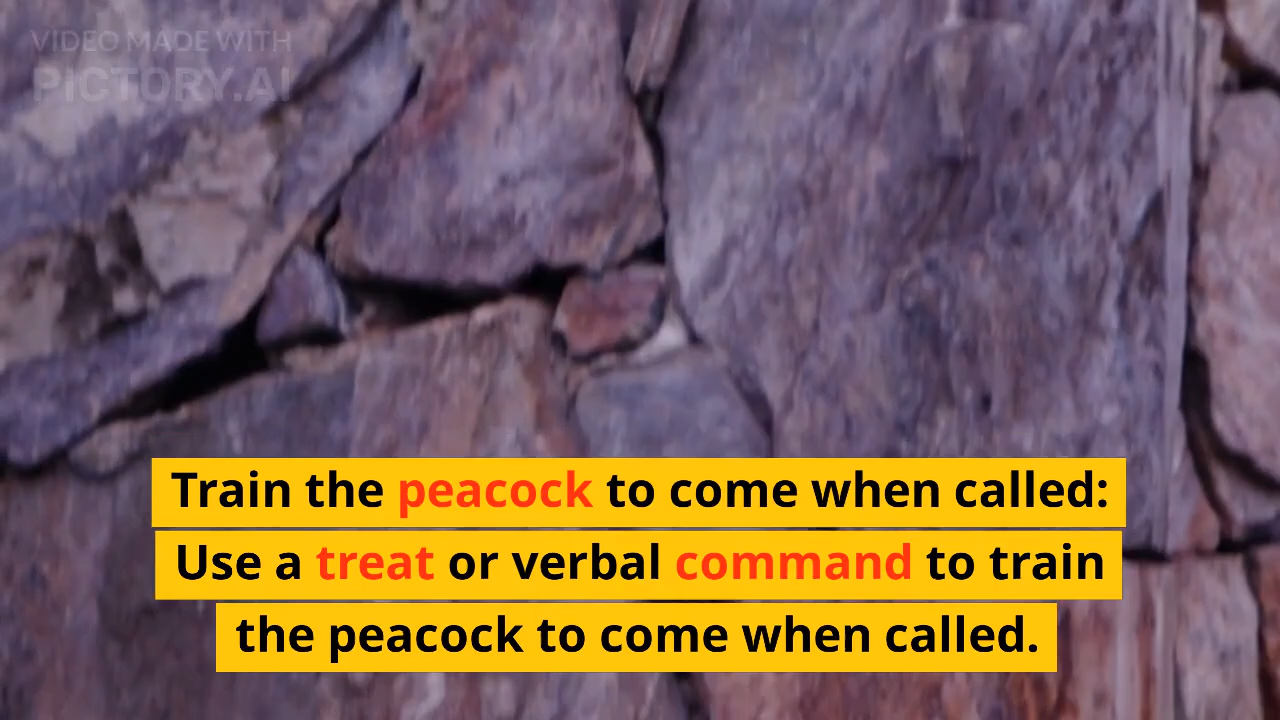 VIDEO MADE WITH
PICTORY.AI
Train the peacock to come when called:
Use a treat or verbal command to train
the peacock to come when called.